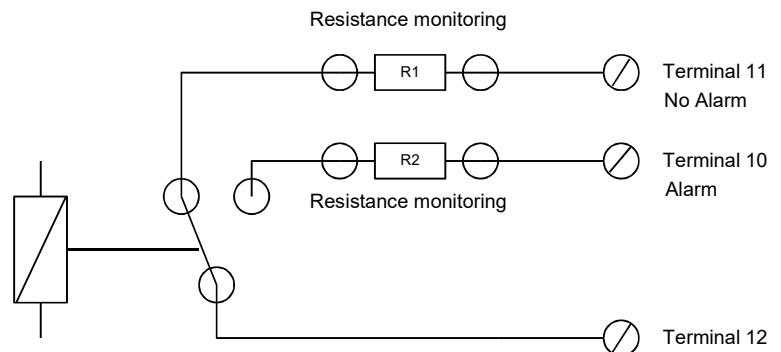 Resistance monitoring
R1
Terminal 11
No Alarm
R2
Terminal 10
Alarm
Resistance monitoring
Terminal 12